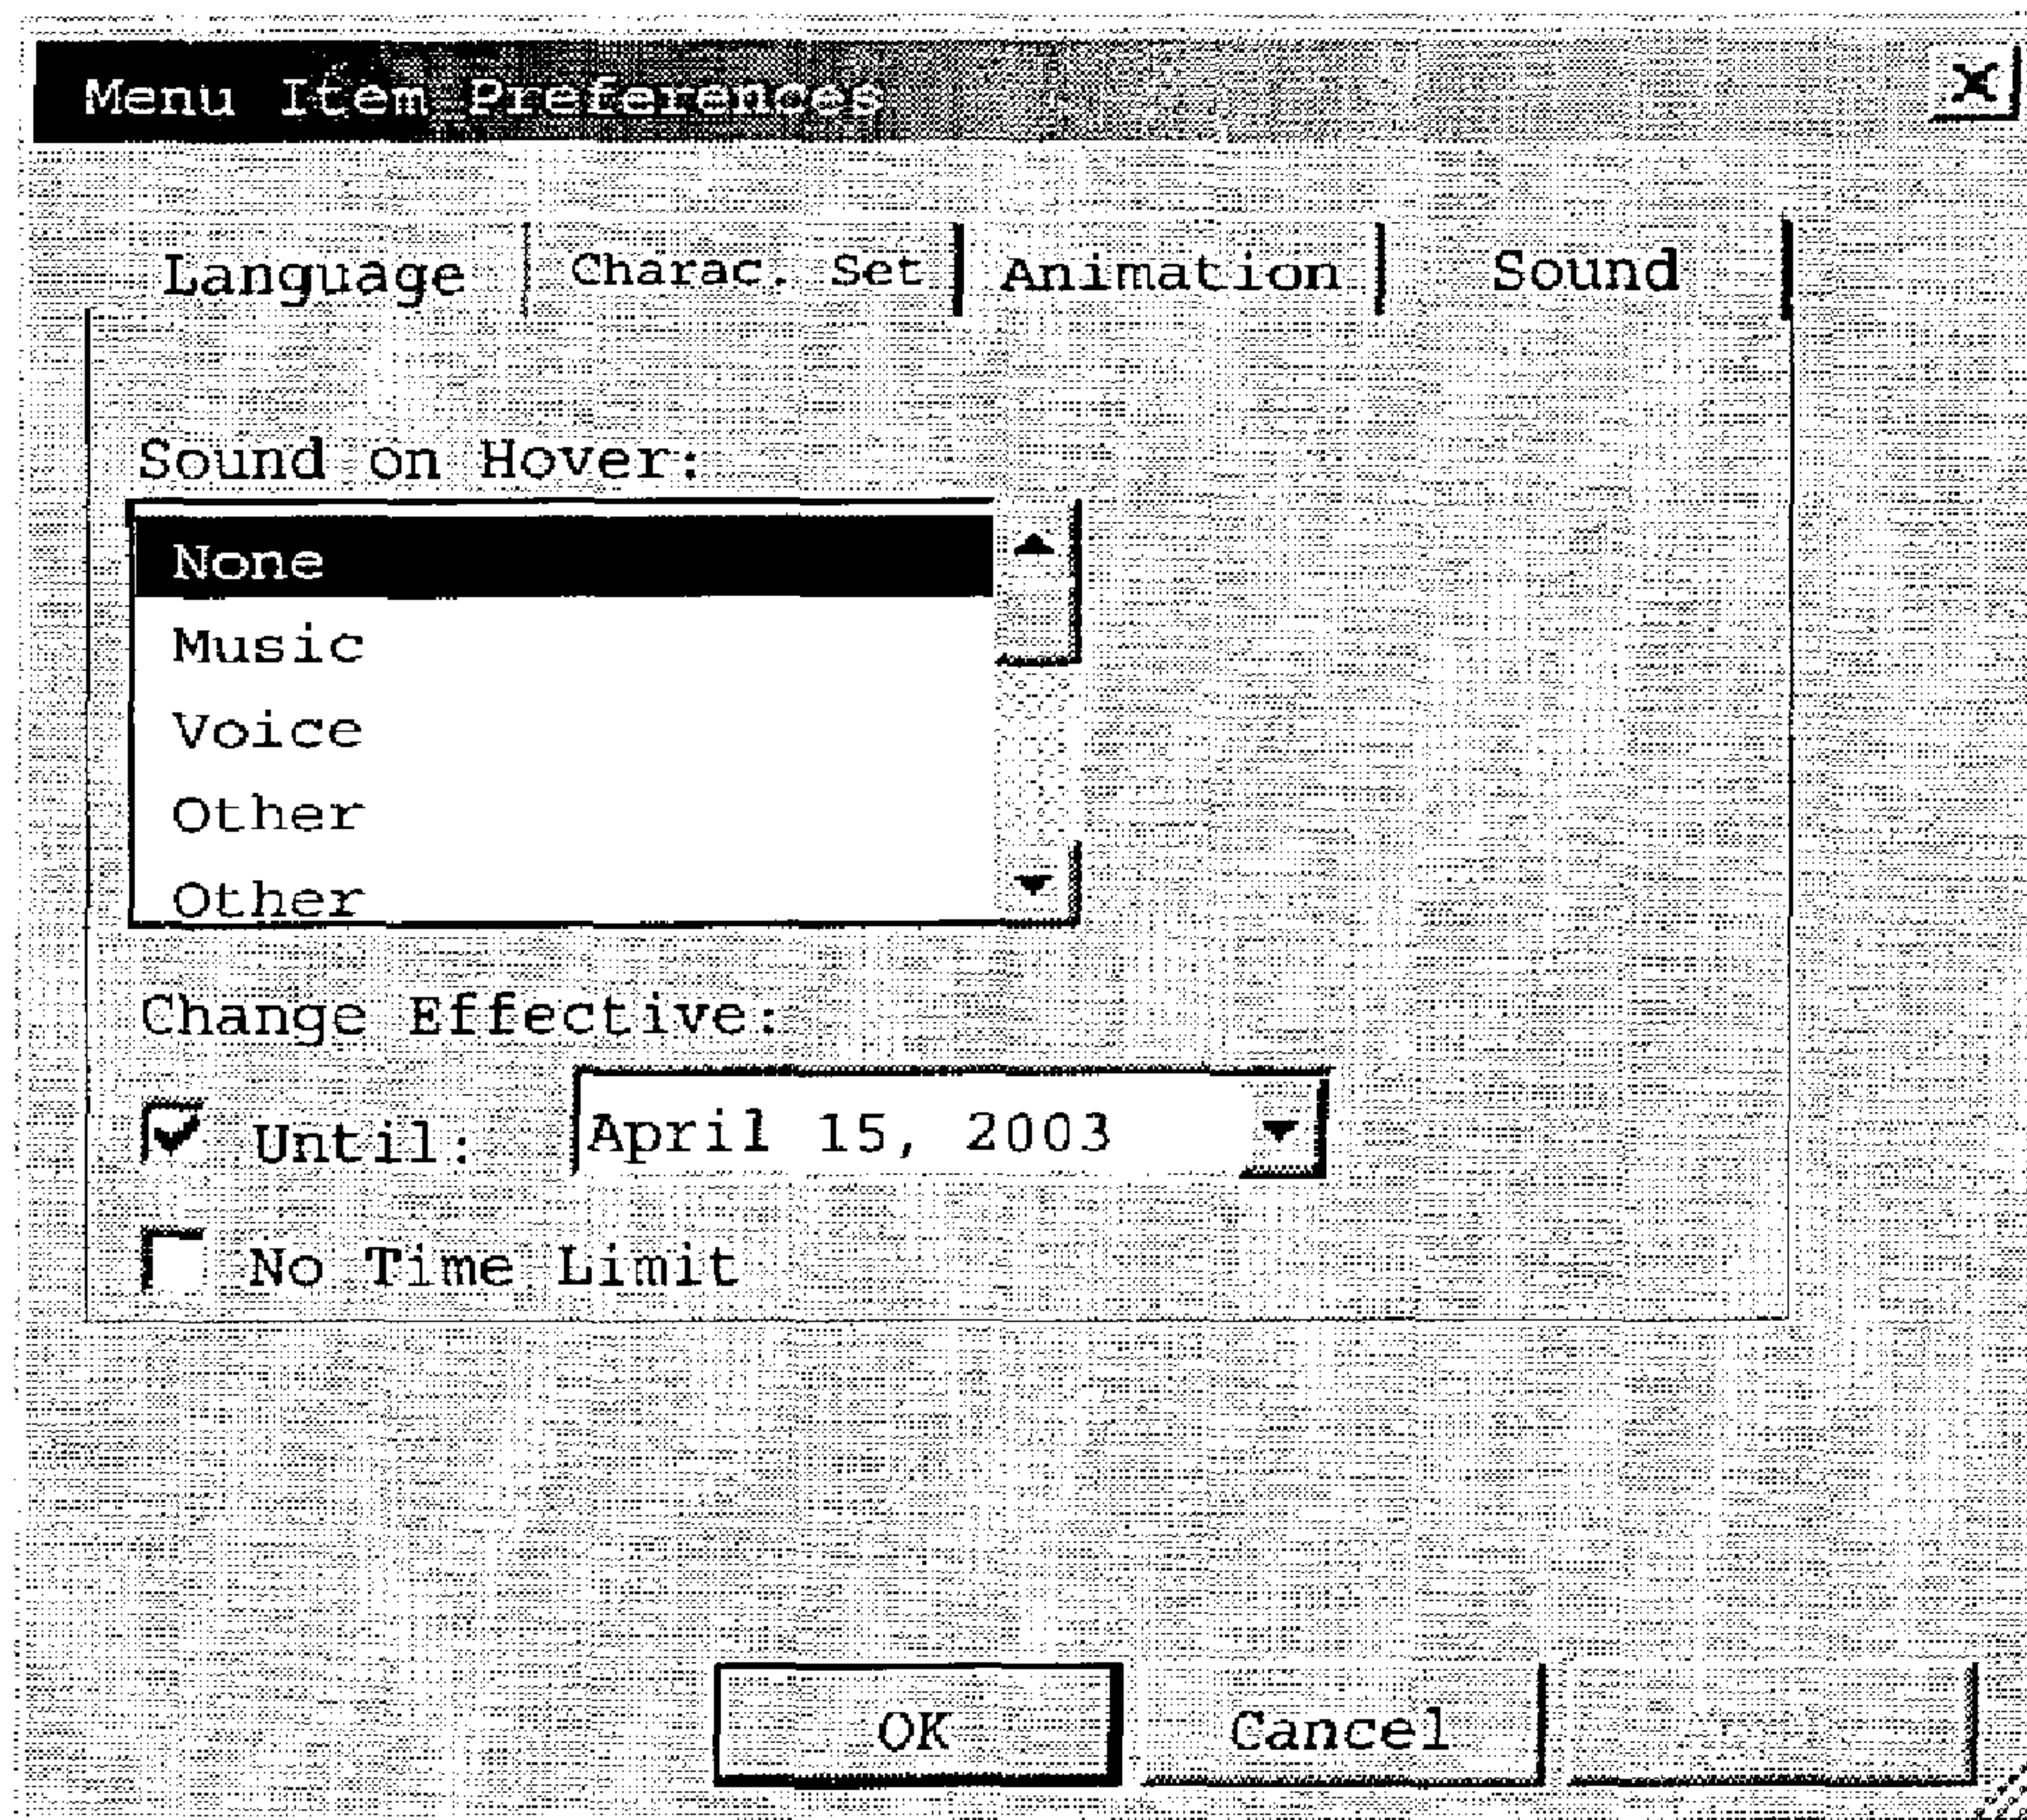 Menu Item Preferences
Language Charac. Set Animation Sound
Sound on Hover:
None
Music
Voice
Other
Other
Change Effective:
Until: April 15, 2003
No Time Limit
OK Cancel